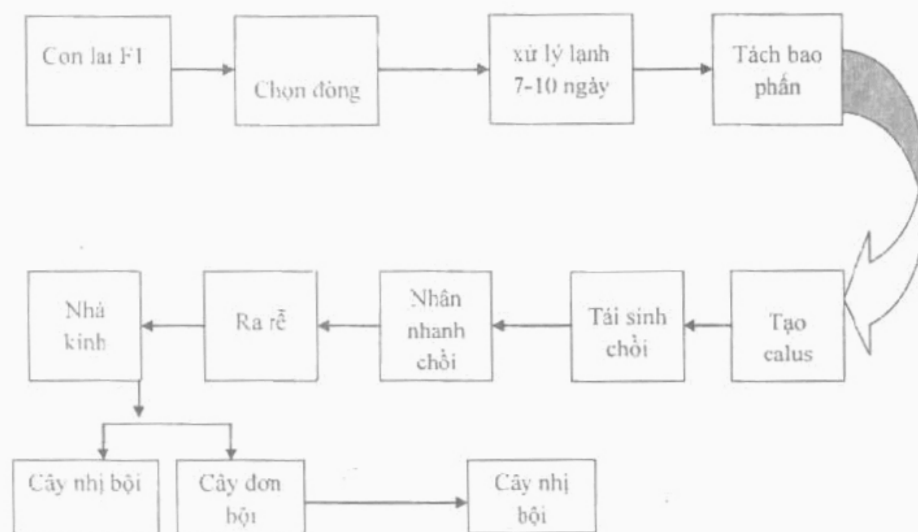 Con lai F1
Chọn dòng
xử lý lạnh
7-10 ngày
Tách bao
phấn
Nhà
kính
Ra rễ
Nhân
nhanh
chồi
Tái sinh
chồi
Tạo
calus
Cây nhị bội
Cây đơn
bội
Cây nhị
bội